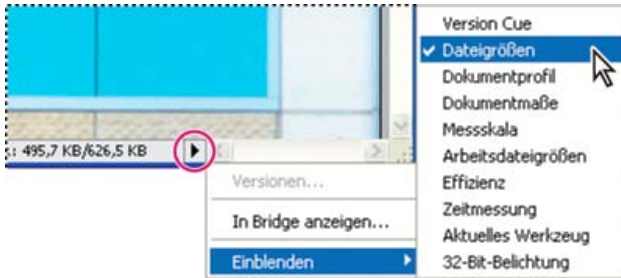 : 495,7 KB/626,5 KB
Versionen...
In Bridge anzeigen...
Einblenden
Version Cue
Dateigrößen
Dokumentprofil
Dokumentmaße
Messskala
Arbeitsdateigrößen
Effizienz
Zeitmessung
Aktuelles Werkzeug
32-Bit-Belichtung